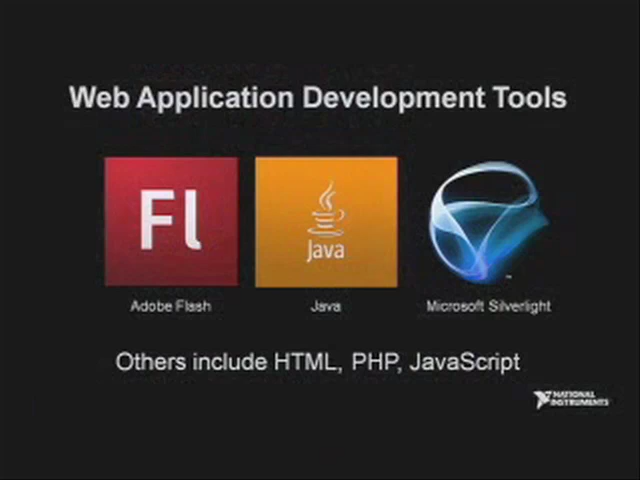 Web Application Development Tools
Fl
Java
Adobe Flash
Java
Microsoft Silverlight
Others include HTML, PHP, JavaScript
NATIONAL
INSTRUMENTS